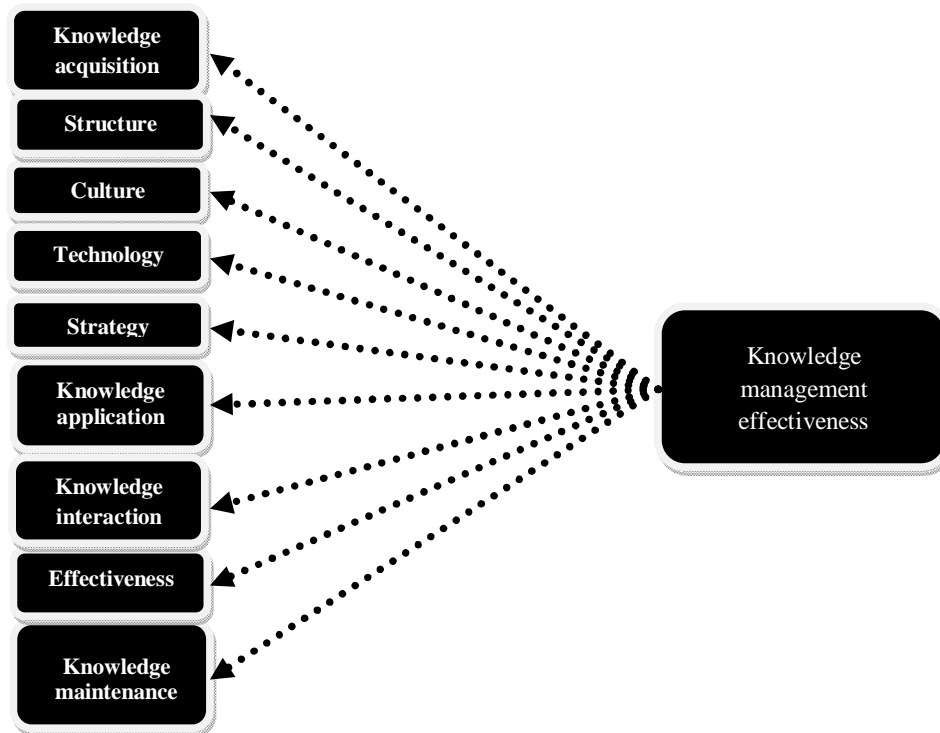 Knowledge
acquisition
Structure
Culture
Technology
Strategy
Knowledge
application
Knowledge
interaction
Effectiveness
Knowledge
maintenance
Knowledge
management
effectiveness